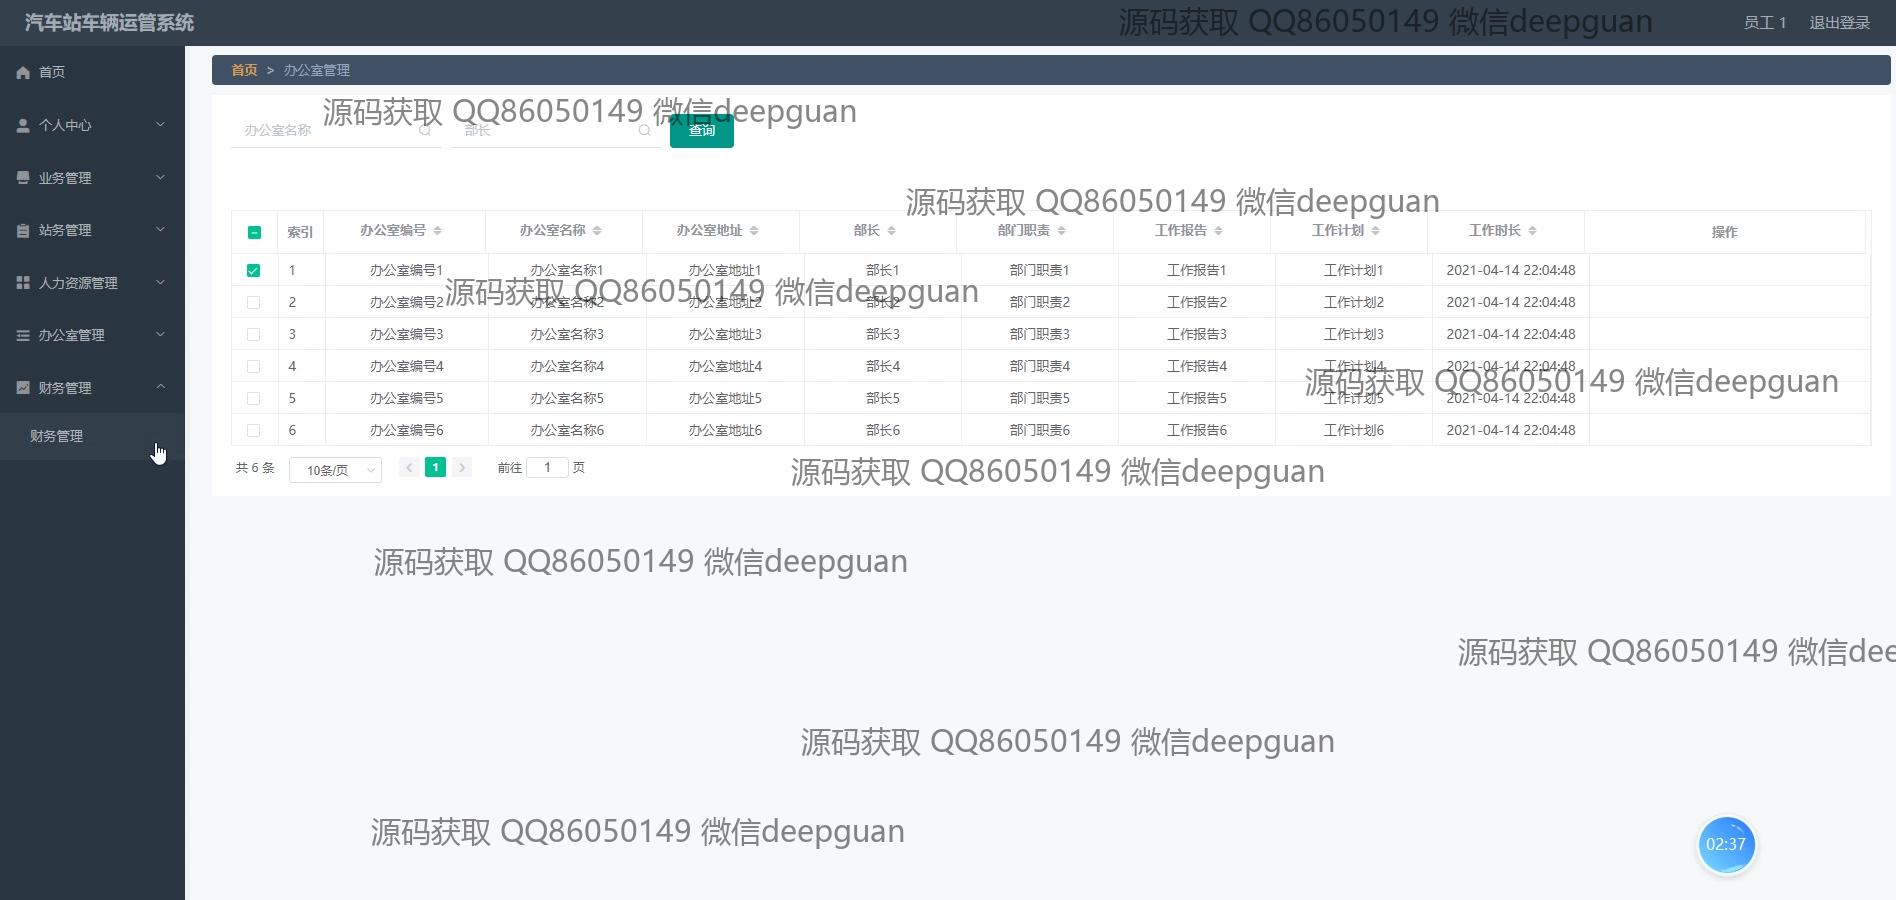 汽车站车辆运管系统
源码获取 QQ86050149 微信deepguan
员工 1 退出登录
首页
个人中心
业务管理
站务管理
人力资源管理
办公室管理
财务管理
财务管理
首页 > 办公室管理
源码获取 QQ86050149 微信deepguan
办公室名称 部长 查询
源码获取 QQ86050149 微信deepguan
索引 办公室编号 办公室名称 办公室地址 部长 部门职责 工作报告 工作计划 工作时长 操作
1 办公室编号1 办公室名称1 办公室地址1 部长1 部门职责1 工作报告1 工作计划1 2021-04-14 22:04:48
源码获取 QQ86050149 微信deepguan
2 办公室编号2 办公室名称2 办公室地址2 部长2 部门职责2 工作报告2 工作计划2 2021-04-14 22:04:48
3 办公室编号3 办公室名称3 办公室地址3 部长3 部门职责3 工作报告3 工作计划3 2021-04-14 22:04:48
4 办公室编号4 办公室名称4 办公室地址4 部长4 部门职责4 工作报告4 工作计划4 2021-04-14 22:04:48
源码获取 QQ86050149 微信deepguan
5 办公室编号5 办公室名称5 办公室地址5 部长5 部门职责5 工作报告5 工作计划5 2021-04-14 22:04:48
6 办公室编号6 办公室名称6 办公室地址6 部长6 部门职责6 工作报告6 工作计划6 2021-04-14 22:04:48
共 6 条 10条/页 1 前往 1 页
源码获取 QQ86050149 微信deepguan
源码获取 QQ86050149 微信deepguan
源码获取 QQ86050149 微信dee
源码获取 QQ86050149 微信deepguan
源码获取 QQ86050149 微信deepguan
02:37